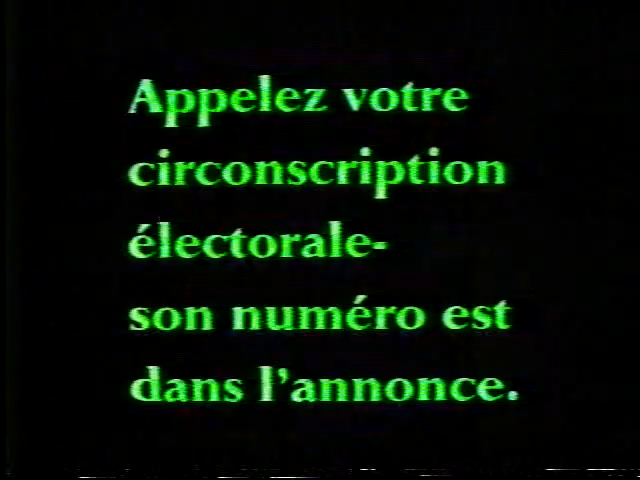 Appelez votre
circonscription
électorale-
son numéro est
dans l'annonce.